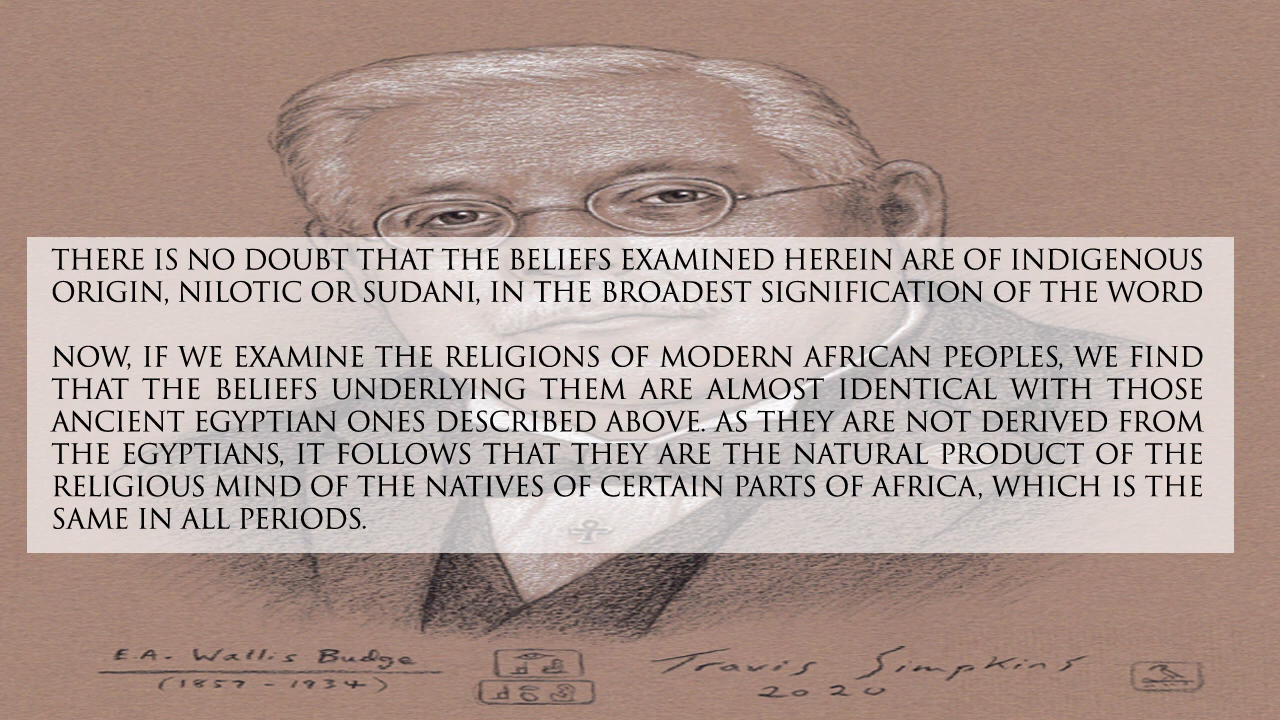 THERE IS NO DOUBT THAT THE BELIEFS EXAMINED HEREIN ARE OF INDIGENOUS
ORIGIN, NILOTIC OR SUDANI, IN THE BROADEST SIGNIFICATION OF THE WORD
NOW, IF WE EXAMINE THE RELIGIONS OF MODERN AFRICAN PEOPLES, WE FIND
THAT THE BELIEFS UNDERLYING THEM ARE ALMOST IDENTICAL WITH THOSE
ANCIENT EGYPTIAN ONES DESCRIBED ABOVE. AS THEY ARE NOT DERIVED FROM
THE EGYPTIANS, IT FOLLOWS THAT THEY ARE THE NATURAL PRODUCT OF THE
RELIGIOUS MIND OF THE NATIVES OF CERTAIN PARTS OF AFRICA, WHICH IS THE
SAME IN ALL PERIODS.
E.A. Wallis Budge
(1857 - 1934)
Travis Simpkins
2020